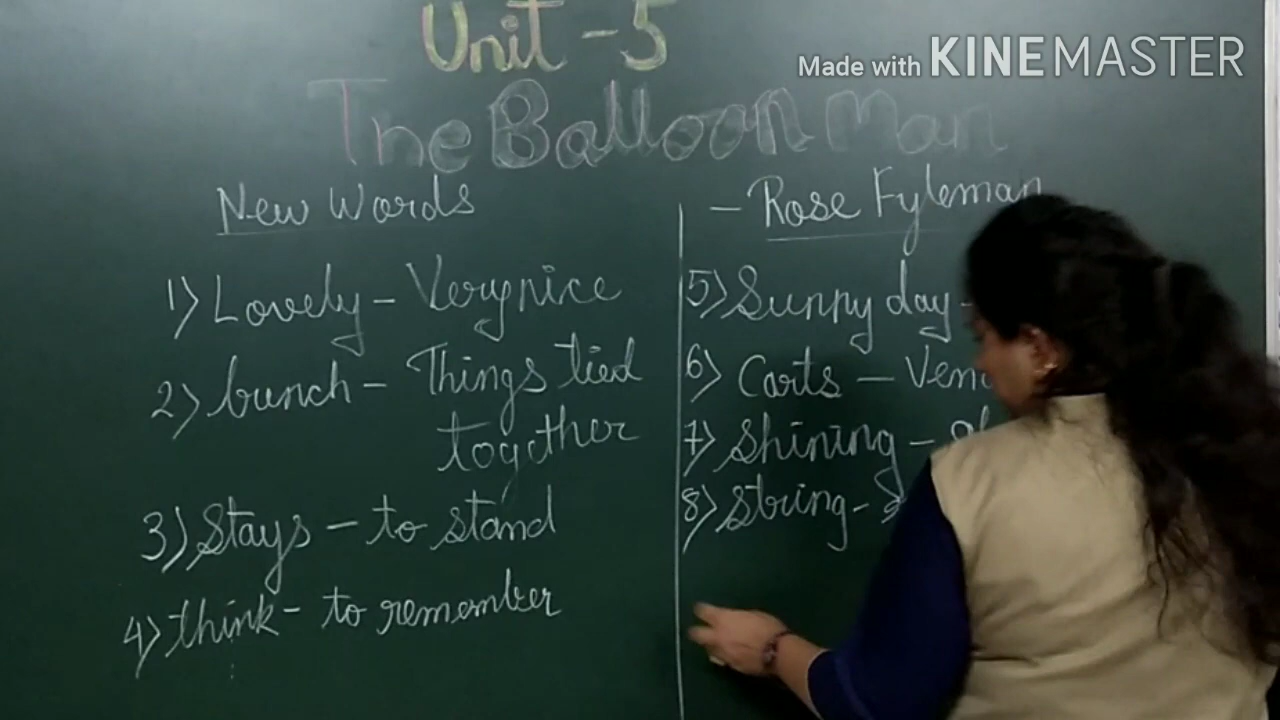 Unit - 5
Made with KINEMASTER
The Balloon Man
New Words
- Rose Fyleman
1) Lovely - Very nice
2) bunch - Things tied
together
3) Stays - to stand
4) think - to remember
5) Sunny day -
6) Carts -
7) Shining -
8) String -